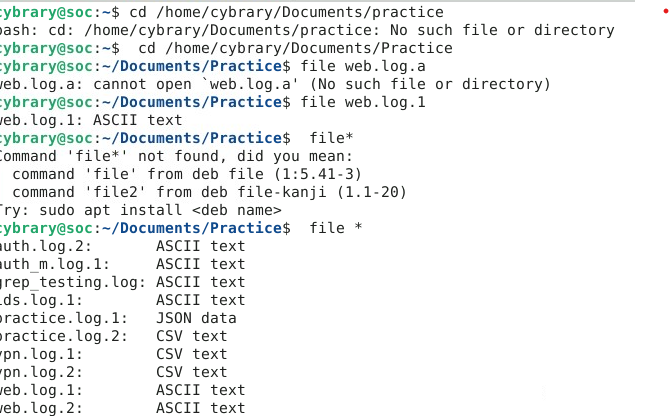 cybrary@soc:~$ cd /home/cybrary/Documents/practice
bash: cd: /home/cybrary/Documents/practice: No such file or directory
cybrary@soc:~$  cd /home/cybrary/Documents/Practice
cybrary@soc:~/Documents/Practice$ file web.log.a
web.log.a: cannot open `web.log.a' (No such file or directory)
cybrary@soc:~/Documents/Practice$ file web.log.1
web.log.1: ASCII text
cybrary@soc:~/Documents/Practice$  file*
Command 'file*' not found, did you mean:
  command 'file' from deb file (1:5.41-3)
  command 'file2' from deb file-kanji (1.1-20)
Try: sudo apt install <deb name>
cybrary@soc:~/Documents/Practice$  file *
auth.log.2:       ASCII text
auth_m.log.1:     ASCII text
grep_testing.log: ASCII text
ids.log.1:        ASCII text
practice.log.1:   JSON data
practice.log.2:   CSV text
vpn.log.1:        CSV text
vpn.log.2:        CSV text
web.log.1:        ASCII text
web.log.2:        ASCII text